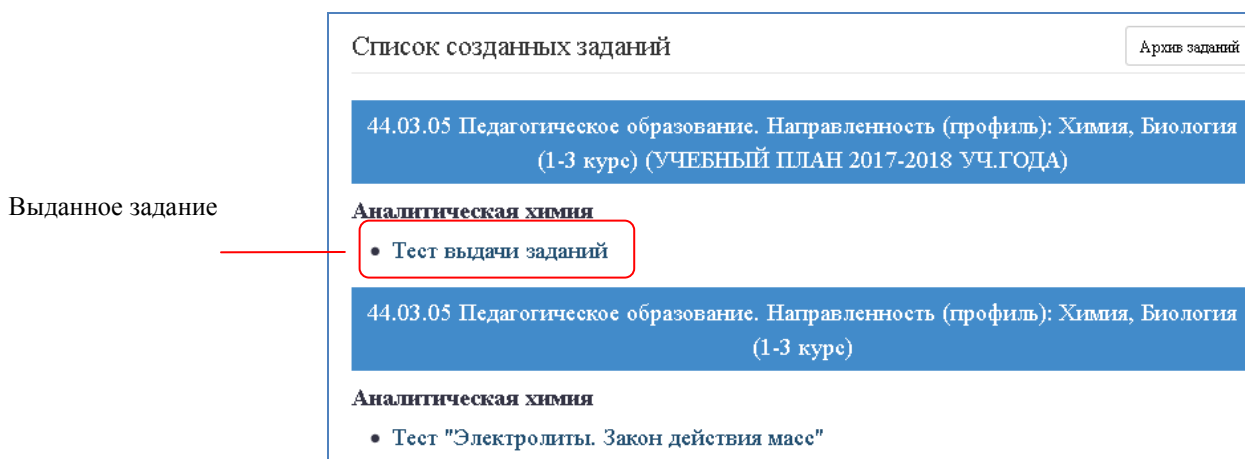 Список созданных заданий
Архив заданий
44.03.05 Педагогическое образование. Направленность (профиль): Химия, Биология
(1-3 курс) (УЧЕБНЫЙ ПЛАН 2017-2018 УЧ.ГОДА)
Выданное задание
Аналитическая химия
• Тест выдачи заданий
44.03.05 Педагогическое образование. Направленность (профиль): Химия, Биология
(1-3 курс)
Аналитическая химия
• Тест "Электролиты. Закон действия масс"